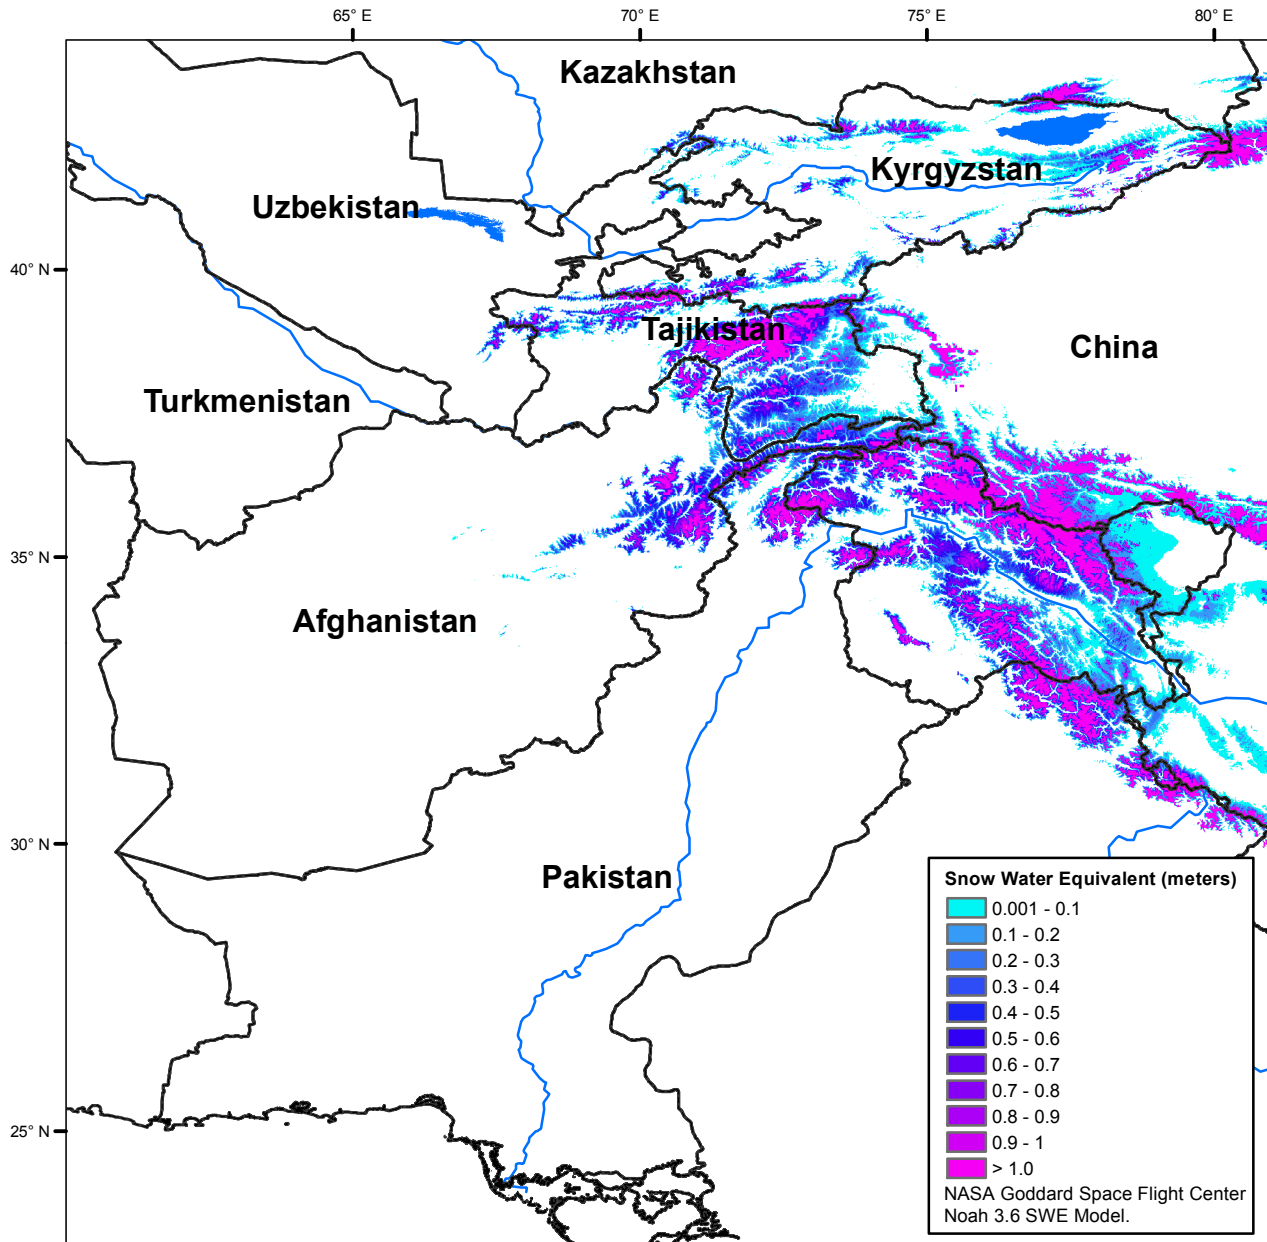 65° E
70° E
75° E
80° E
Kazakhstan
Kyrgyzstan
Uzbekistan
40° N
Tajikistan
China
Turkmenistan
35° N
Afghanistan
30° N
Pakistan
25° N
Snow Water Equivalent (meters)
0.001 - 0.1
0.1 - 0.2
0.2 - 0.3
0.3 - 0.4
0.4 - 0.5
0.5 - 0.6
0.6 - 0.7
0.7 - 0.8
0.8 - 0.9
0.9 - 1
> 1.0
NASA Goddard Space Flight Center
Noah 3.6 SWE Model.